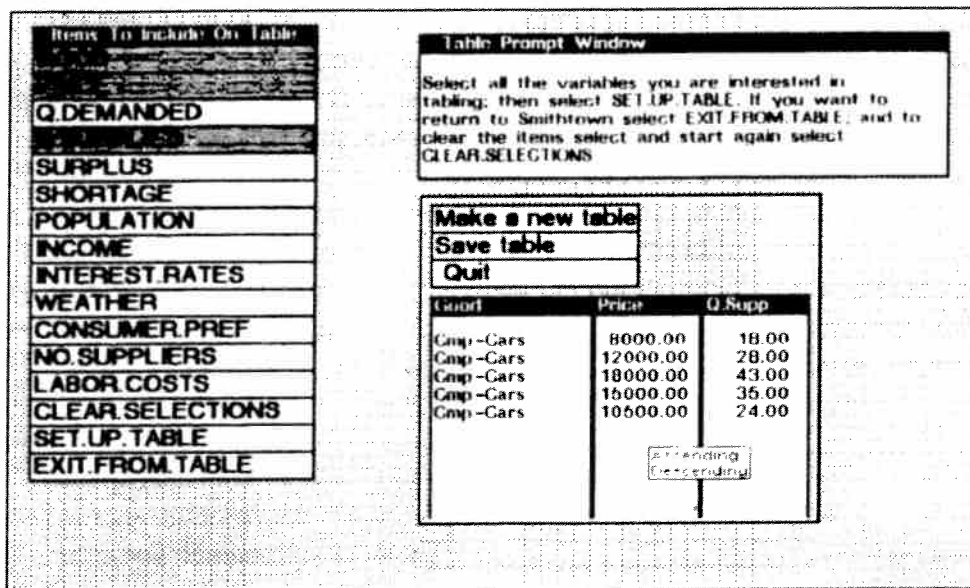 Items To Include On Table
Q.DEMANDED
SURPLUS
SHORTAGE
POPULATION
INCOME
INTEREST.RATES
WEATHER
CONSUMER.PREF
NO.SUPPLIERS
LABOR.COSTS
CLEAR.SELECTIONS
SET.UP.TABLE
EXIT.FROM.TABLE
Table Prompt Window
Select all the variables you are interested in
tabling; then select SET.UP.TABLE. If you want to
return to Smithtown select EXIT.FROM.TABLE; and to
clear the items select and start again select
CLEAR.SELECTIONS
Make a new table
Save table
Quit
Good Price Q.Supp
Cmp-Cars 8000.00 18.00
Cmp-Cars 12000.00 28.00
Cmp-Cars 18000.00 43.00
Cmp-Cars 15000.00 35.00
Cmp-Cars 10500.00 24.00
Descending